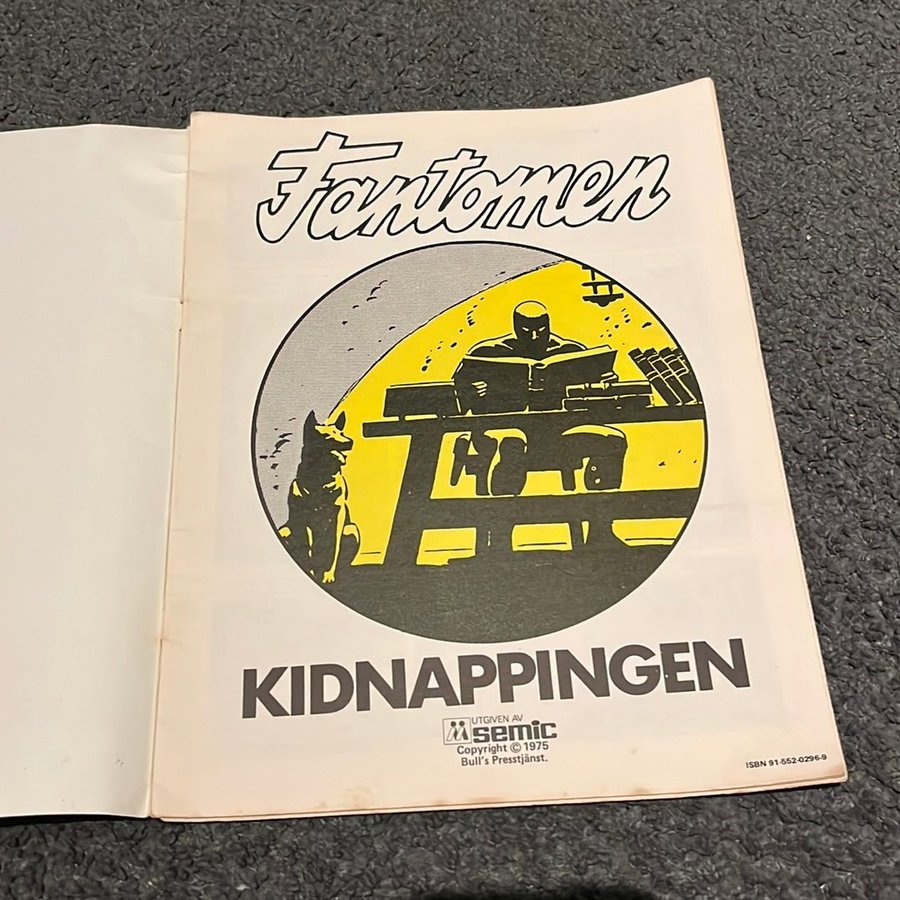 Fantomen
KIDNAPPINGEN
UTGIVEN AV
semic
Copyright © 1975
Bull's Presstjänst.
ISBN 91-552-0296-9